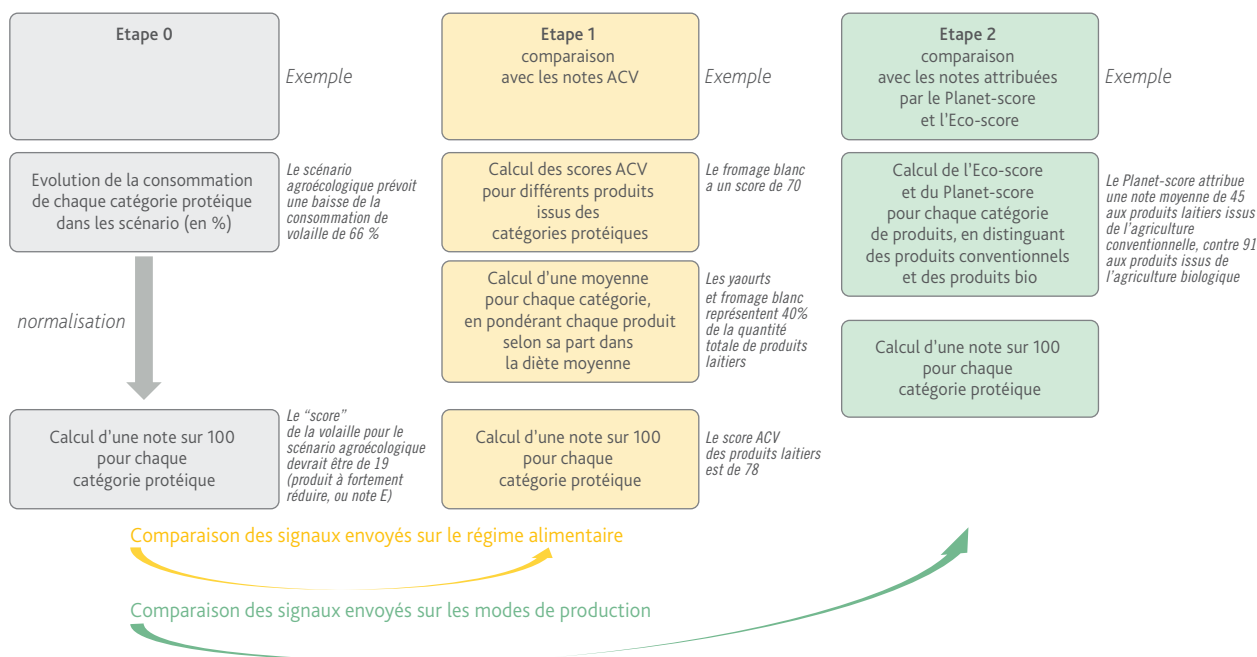 Etape 0
Exemple
Evolution de la consommation
de chaque catégorie protéique
dans les scénario (en %)
Le scénario
agroécologique prévoit
une baisse de la
consommation de
volaille de 66 %
normalisation
Calcul d'une note sur 100
pour chaque
catégorie protéique
Le “score”
de la volaille pour le
scénario agroécologique
devrait être de 19
(produit à fortement
réduire, ou note E)
Etape 1
comparaison
avec les notes ACV
Exemple
Calcul des scores ACV
pour différents produits
issus des
catégories protéiques
Le fromage blanc
a un score de 70
Calcul d'une moyenne
pour chaque catégorie,
en pondérant chaque produit
selon sa part dans
la diète moyenne
Les yaourts
et fromage blanc
représentent 40%
de la quantité
totale de produits
laitiers
Calcul d'une note sur 100
pour chaque
catégorie protéique
Le score ACV
des produits laitiers
est de 78
Etape 2
comparaison
avec les notes attribuées
par le Planet-score
et l'Eco-score
Exemple
Calcul de l'Eco-score
et du Planet-score
pour chaque catégorie
de produits, en distinguant
des produits conventionnels
et des produits bio
Le Planet-score attribue
une note moyenne de 45
aux produits laitiers issus
de l’agriculture
conventionnelle, contre 91
aux produits issus de
l’agriculture biologique
Calcul d'une note sur 100
pour chaque
catégorie protéique
Comparaison des signaux envoyés sur le régime alimentaire
Comparaison des signaux envoyés sur les modes de production